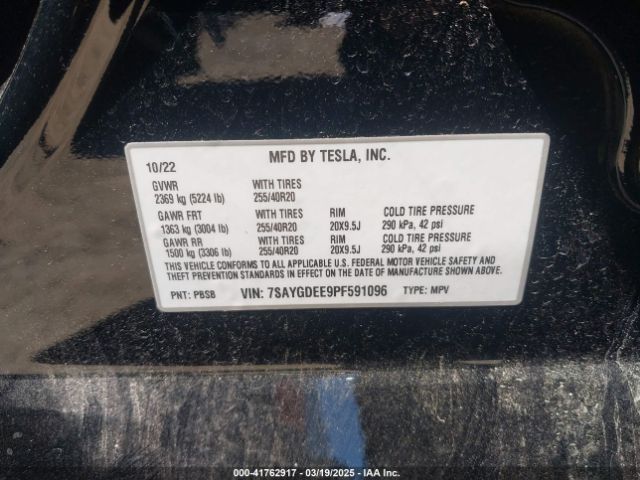 MFD BY TESLA, INC.
10/22
GVWR WITH TIRES
2369 kg (5224 lb) 255/40R20
GAWR FRT WITH TIRES RIM COLD TIRE PRESSURE
1363 kg (3004 lb) 255/40R20 20X9.5J 290 kPa, 42 psi
GAWR RR WITH TIRES RIM COLD TIRE PRESSURE
1500 kg (3306 lb) 255/40R20 20X9.5J 290 kPa, 42 psi
THIS VEHICLE CONFORMS TO ALL APPLICABLE U.S. FEDERAL MOTOR VEHICLE SAFETY AND
THEFT PREVENTION STANDARDS IN EFFECT ON THE DATE OF MANUFACTURE SHOWN ABOVE.
PNT: PBSB VIN: 7SAYGDEE9PF591096 TYPE: MPV
000-41762917 | 03/19/2025 | IAA Inc.